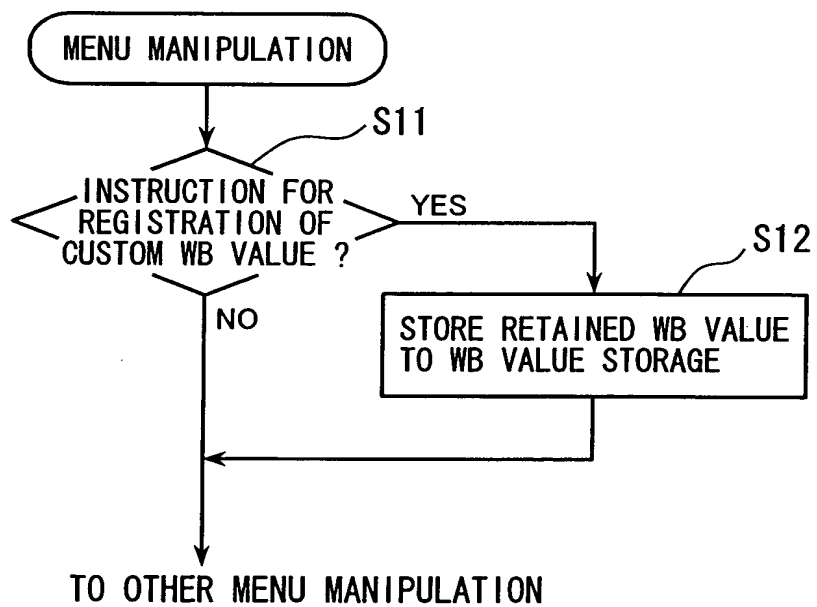 MENU MANIPULATION
S11
INSTRUCTION FOR
REGISTRATION OF
CUSTOM WB VALUE ?
YES
S12
NO
STORE RETAINED WB VALUE
TO WB VALUE STORAGE
TO OTHER MENU MANIPULATION